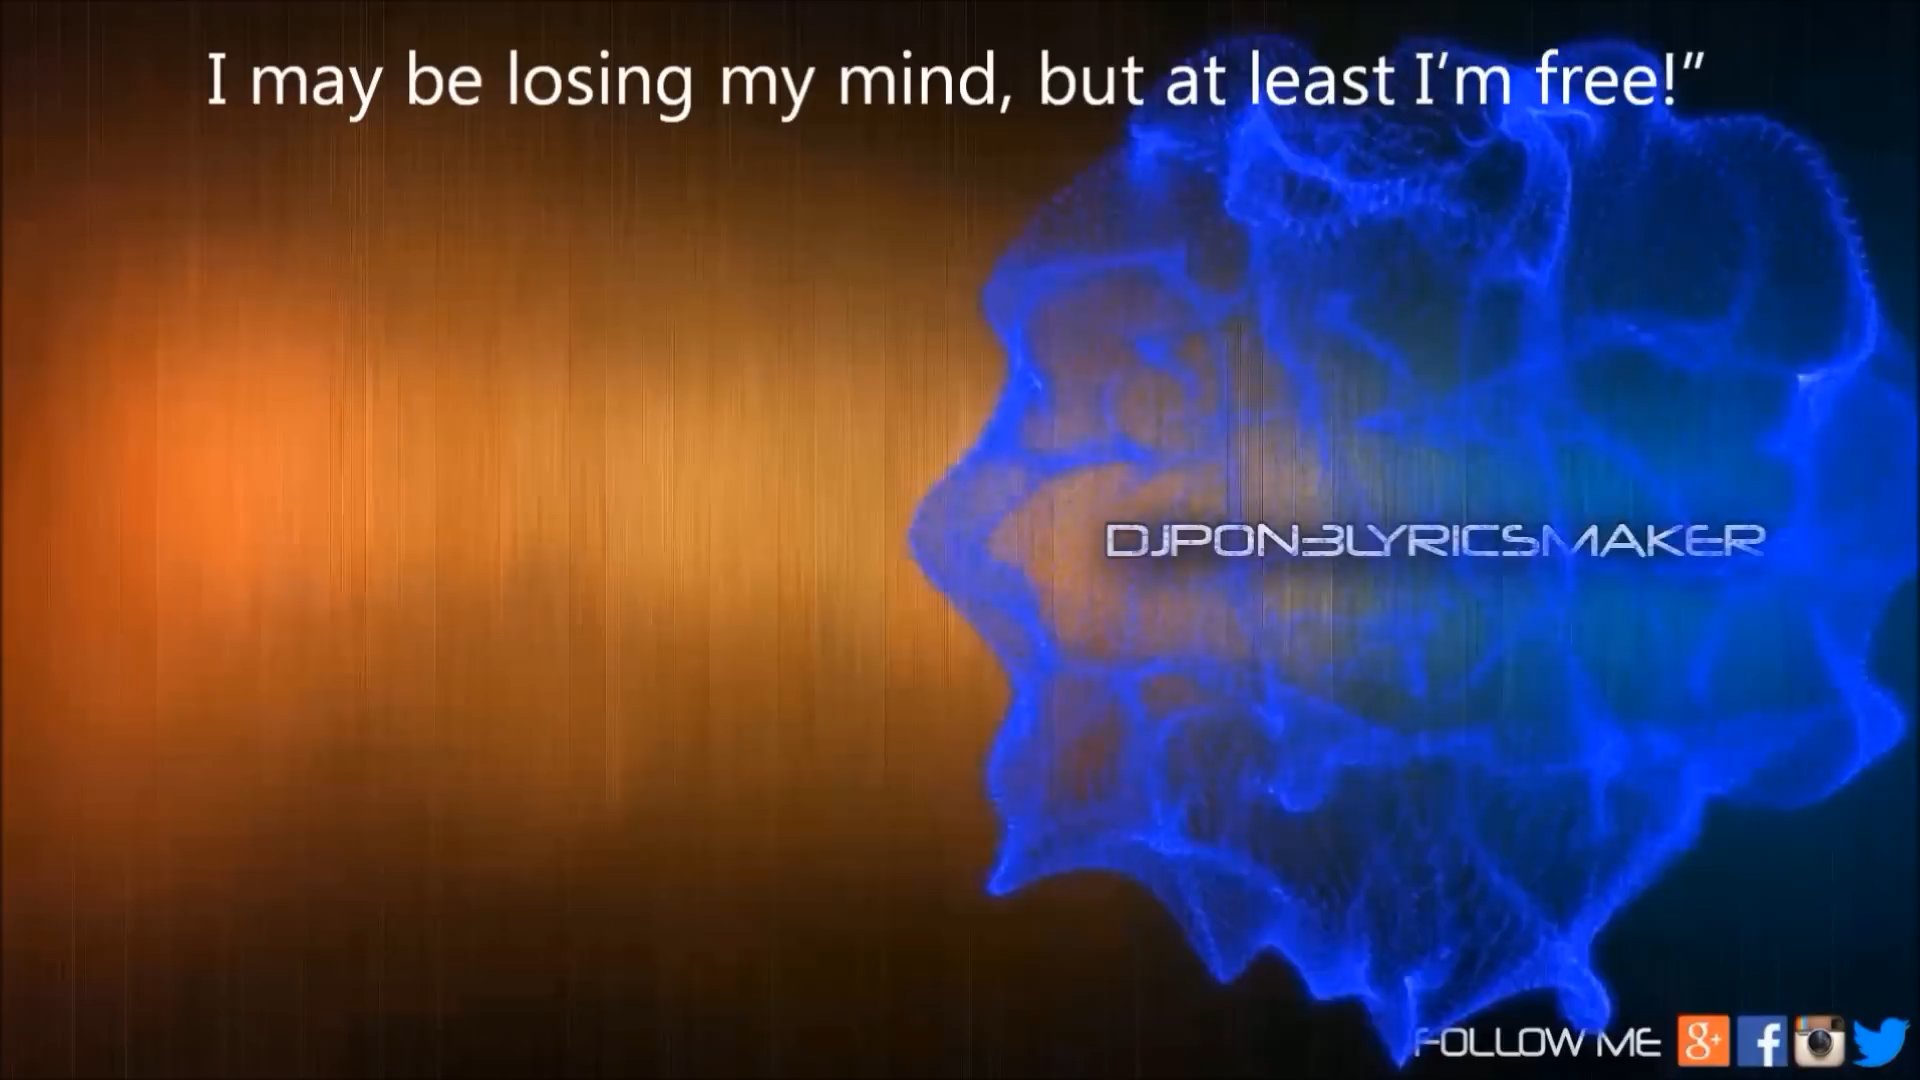 I may be losing my mind, but at least I’m free!”
DJPON3LYRICSMAKER
FOLLOW ME